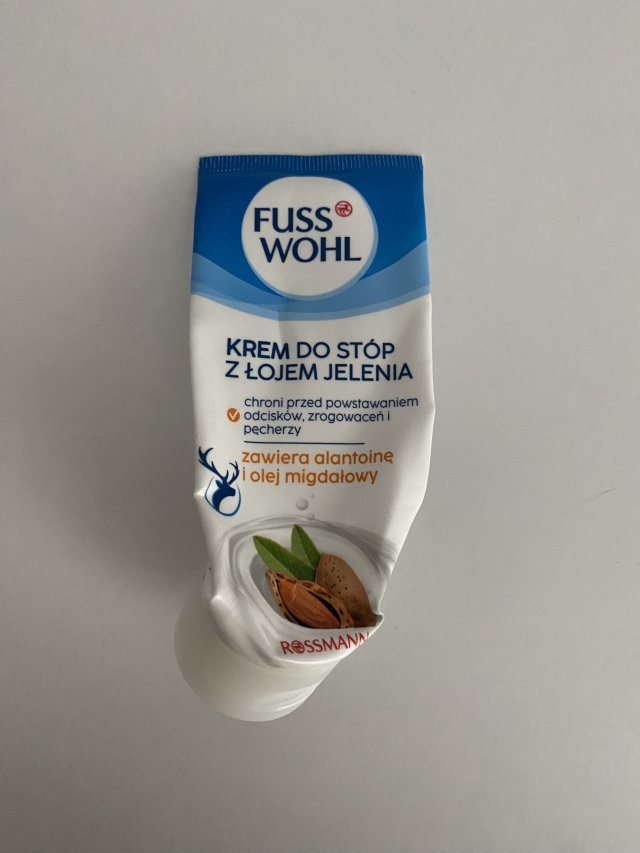 FUSS
WOHL
KREM DO STÓP
Z ŁOJEM JELENIA
chroni przed powstawaniem
odcisków, zrogowaceń i
pęcherzy
zawiera alantoinę
i olej migdałowy
ROSSMANN